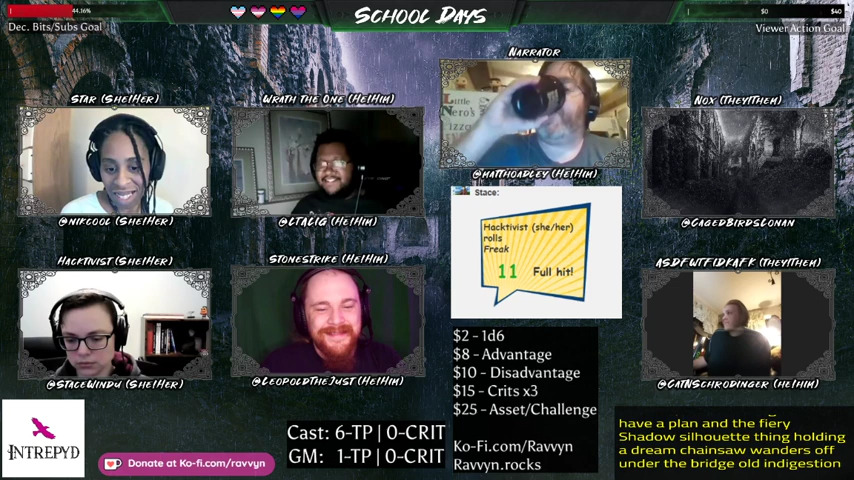 44.16%
SCHOOL DAYS
$0
$40
Dec. Bits/Subs Goal
Viewer Action Goal
NARRATOR
STAR (SHE|HER)
WRATH THE ONE (HE|HIM)
NOX (THEY|THEM)
Little
Nero's
izza
@MATTHOADLEY (HE|HIM)
@NIKCOOL (SHE|HER)
@LTALIG (HE|HIM)
@CAGEDBIRDSCONAN
Stace:
Hacktivist (she/her)
rolls
Freak
11 Full hit!
HACKTIVIST (SHE|HER)
STONESTRIKE (HE|HIM)
ASDFWTFIDKAFK (THEY|THEM)
@STACEWINDU (SHE|HER)
@LEOPOLDTHEJUST (HE|HIM)
@CATNSCHRODINGER (HE|HIM)
$2 - 1d6
$8 - Advantage
$10 - Disadvantage
$15 - Crits x3
$25 - Asset/Challenge
Ko-Fi.com/Ravvyn
Ravvyn.rocks
INTREPYD
Donate at Ko-fi.com/ravvyn
Cast: 6-TP | 0-CRIT
GM: 1-TP | 0-CRIT
have a plan and the fiery
Shadow silhouette thing holding
a dream chainsaw wanders off
under the bridge old indigestion